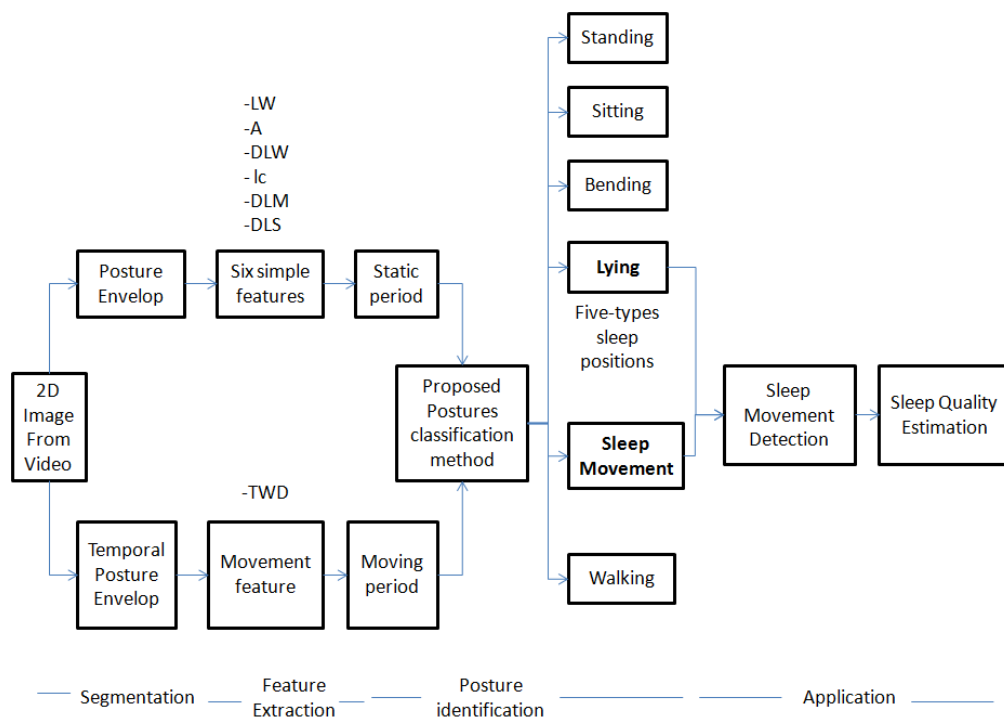 -LW
-A
-DLW
- Ic
-DLM
-DLS
Posture
Envelop
Six simple
features
Static
period
2D
Image
From
Video
Temporal
Posture
Envelop
-TWD
Movement
feature
Moving
period
Proposed
Postures
classification
method
Standing
Sitting
Bending
Lying
Five-types
sleep
positions
Sleep
Movement
Walking
Sleep
Movement
Detection
Sleep Quality
Estimation
Segmentation
Feature
Extraction
Posture
identification
Application